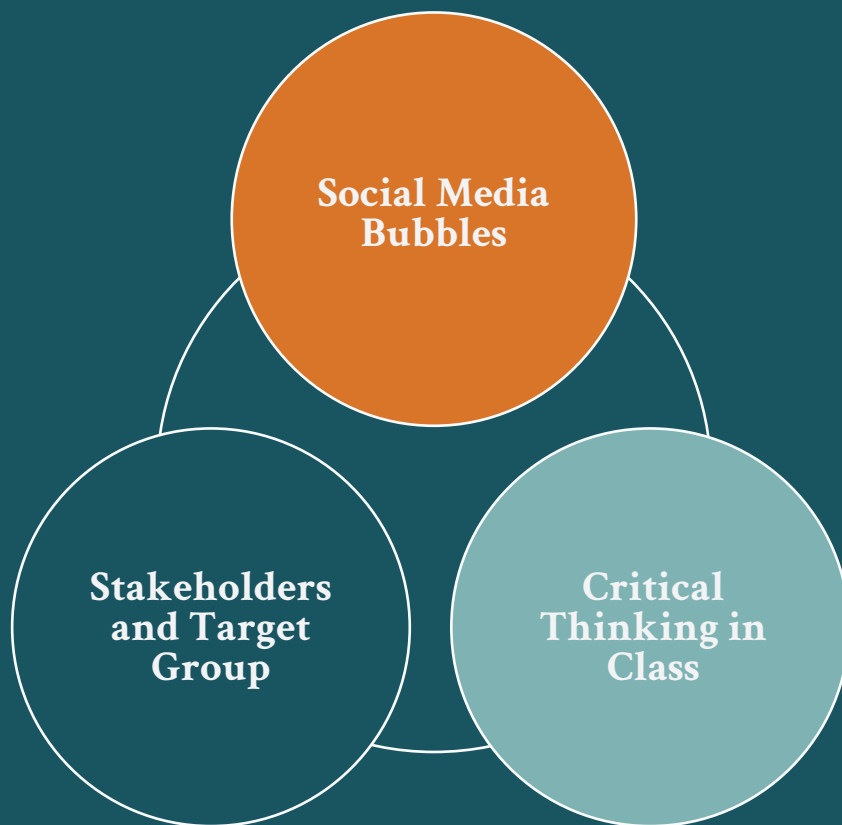 Social Media
Bubbles
Stakeholders
and Target
Group
Critical
Thinking in
Class